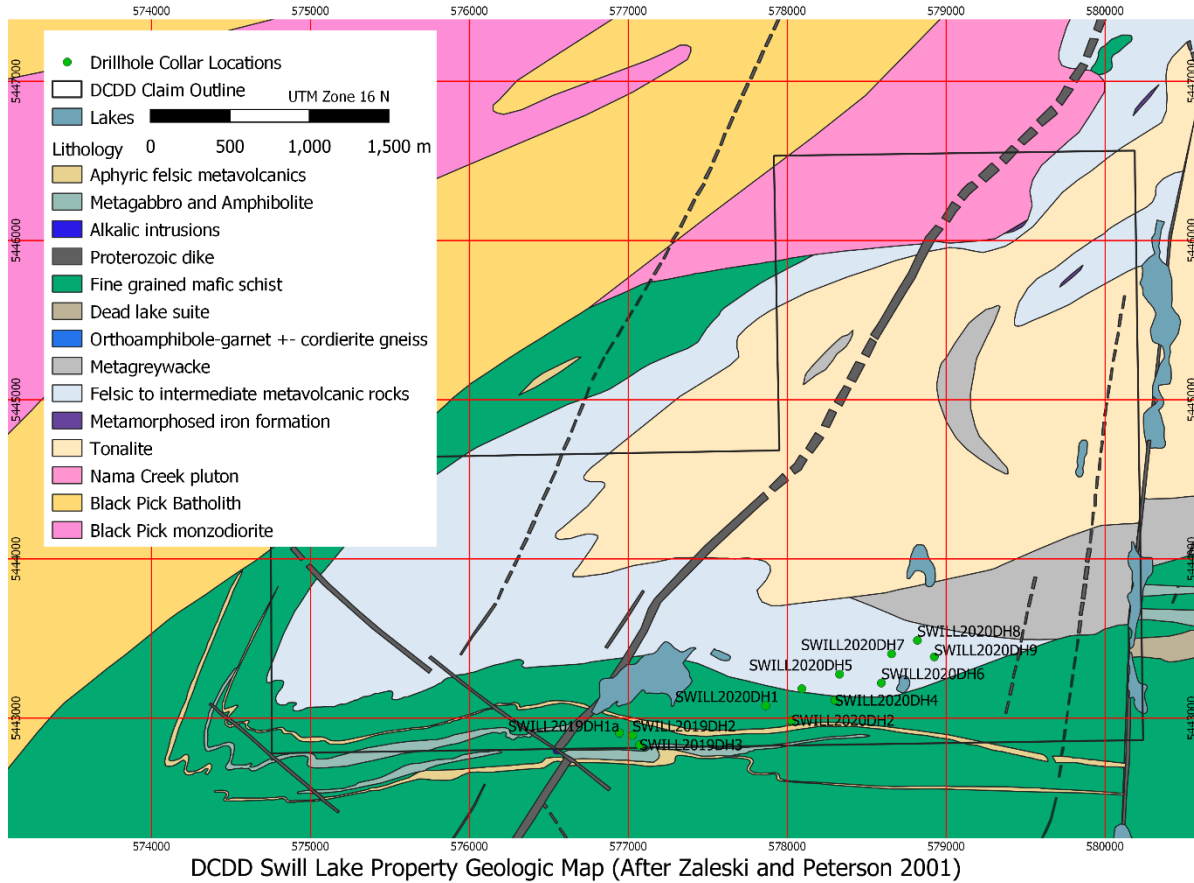 574000 575000 576000 577000 578000 579000 580000
5447000 5447000
5446000 5446000
5445000 5445000
5444000 5444000
5443000 5443000
Drillhole Collar Locations
DCDD Claim Outline
UTM Zone 16 N
Lakes
0 500 1,000 1,500 m
Lithology
Aphyric felsic metavolcanics
Metagabbro and Amphibolite
Alkalic intrusions
Proterozoic dike
Fine grained mafic schist
Dead lake suite
Orthoamphibole-garnet +- cordierite gneiss
Metagreywacke
Felsic to intermediate metavolcanic rocks
Metamorphosed iron formation
Tonalite
Nama Creek pluton
Black Pick Batholith
Black Pick monzodiorite
SWILL2020DH8
SWILL2020DH7
SWILL2020DH9
SWILL2020DH5
SWILL2020DH6
SWILL2020DH1
SWILL2020DH4
SWILL2020DH2
SWILL2019DH1a
SWILL2019DH2
SWILL2019DH3
574000 575000 576000 577000 578000 579000 580000
DCDD Swill Lake Property Geologic Map (After Zaleski and Peterson 2001)